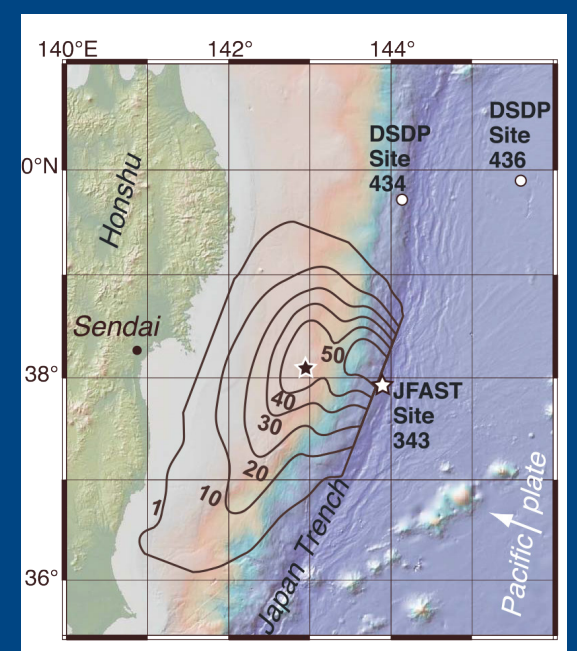 140°E 142° 144°
DSDP
Site
436
DSDP
Site
434
0°N
Honshu
Sendai
38°
50
40
30
20
10
1
JFAST
Site
343
Pacific plate
Japan Trench
36°